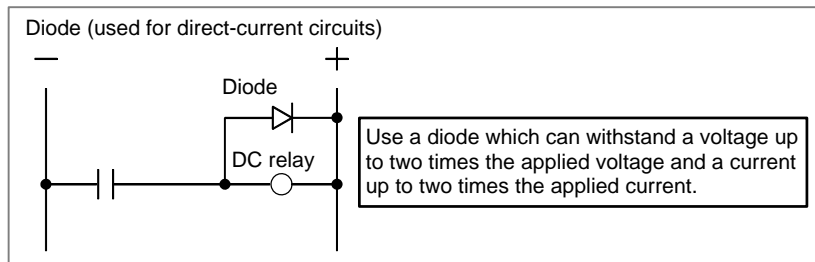 Diode (used for direct-current circuits)
− +
Diode
DC relay
Use a diode which can withstand a voltage up
to two times the applied voltage and a current
up to two times the applied current.